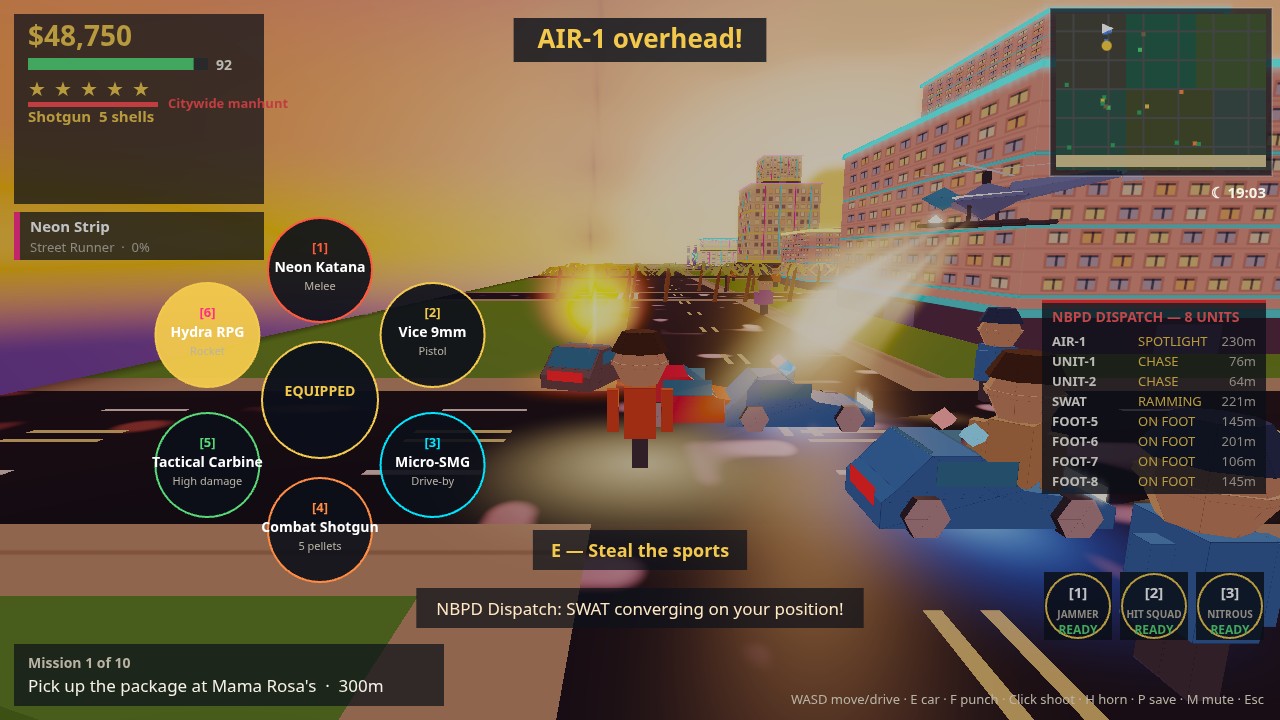 $48,750
92
★ ★ ★ ★ ★
Citywide manhunt
Shotgun 5 shells
Neon Strip
Street Runner · 0%
AIR-1 overhead!
☾ 19:03
[1]
Neon Katana
Melee
[6]
Hydra RPG
Rocket
[2]
Vice 9mm
Pistol
EQUIPPED
[5]
Tactical Carbine
High damage
[3]
Micro-SMG
Drive-by
[4]
Combat Shotgun
5 pellets
NBPD DISPATCH — 8 UNITS
AIR-1 SPOTLIGHT 230m
UNIT-1 CHASE 76m
UNIT-2 CHASE 64m
SWAT RAMMING 221m
FOOT-5 ON FOOT 145m
FOOT-6 ON FOOT 201m
FOOT-7 ON FOOT 106m
FOOT-8 ON FOOT 145m
E — Steal the sports
NBPD Dispatch: SWAT converging on your position!
[1]
JAMMER
READY
[2]
HIT SQUAD
READY
[3]
NITROUS
READY
Mission 1 of 10
Pick up the package at Mama Rosa's · 300m
WASD move/drive · E car · F punch · Click shoot · H horn · P save · M mute · Esc